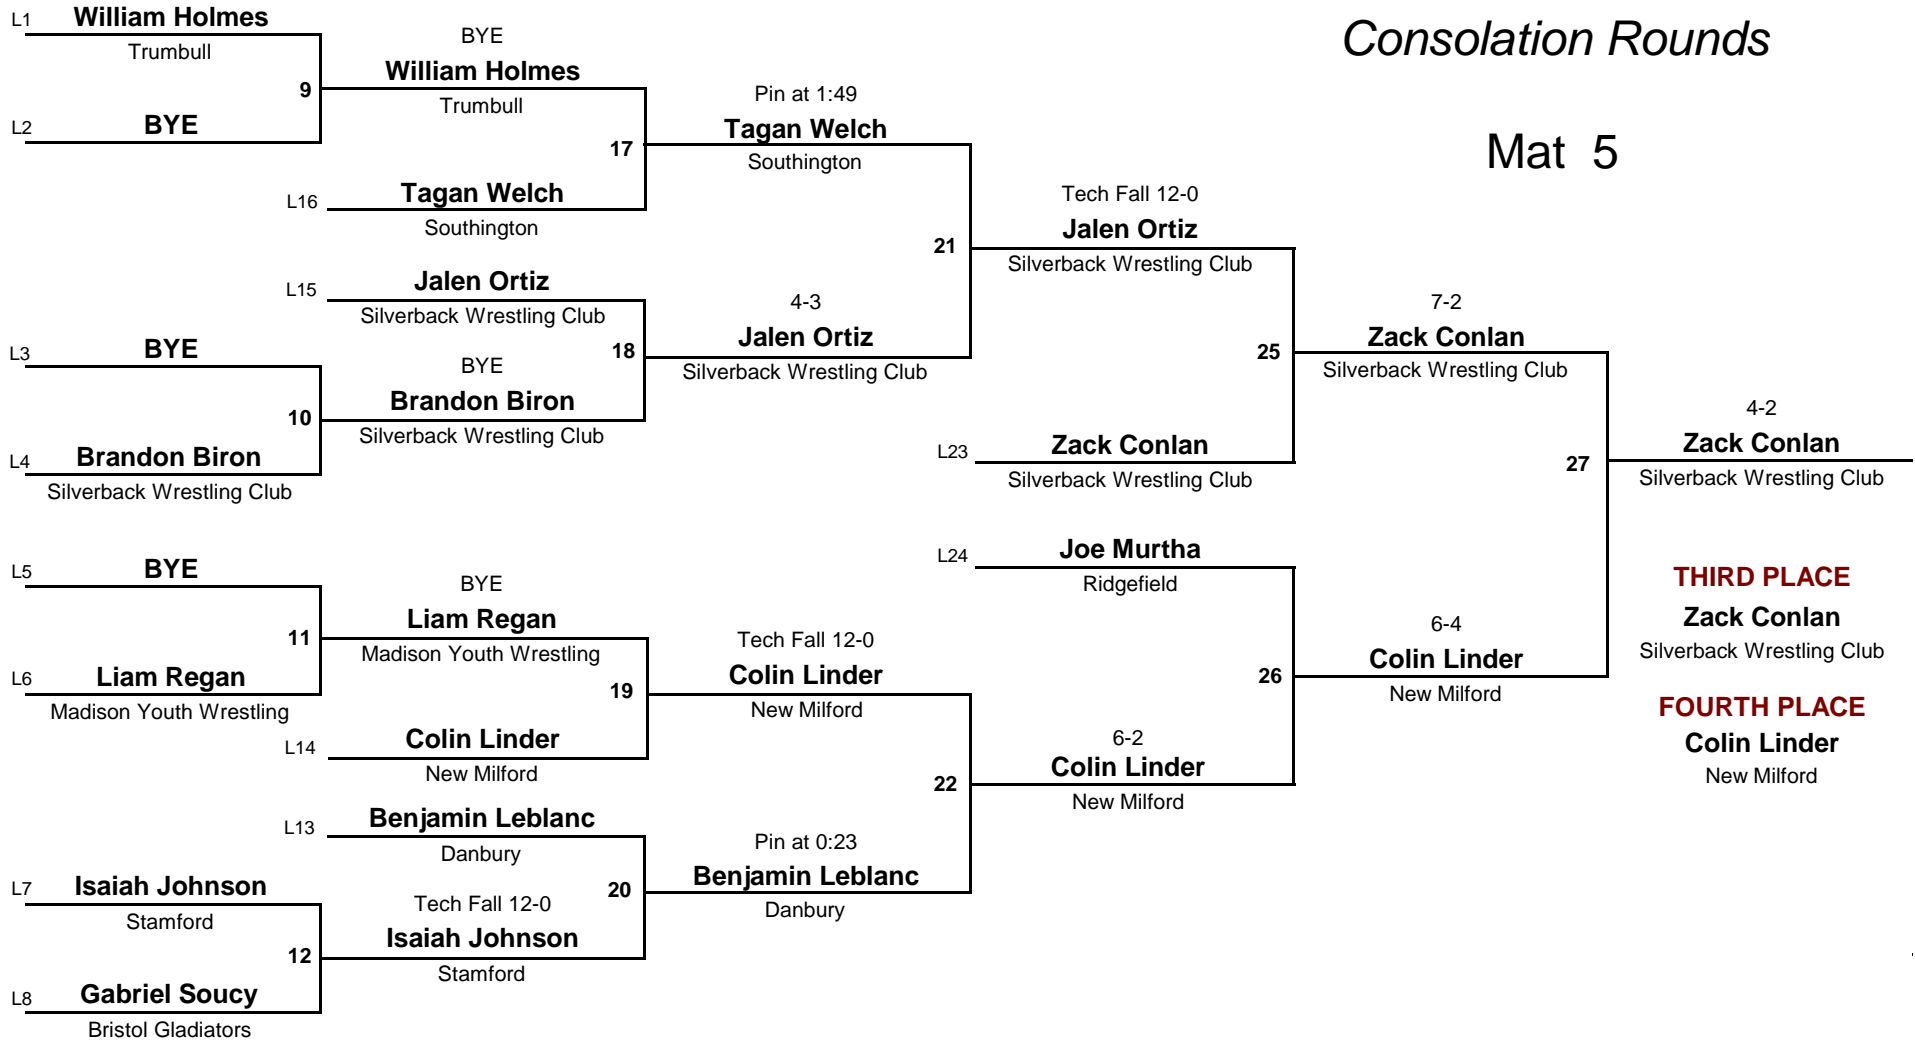 Consolation Rounds
Mat 5
L1 William Holmes
Trumbull
9
L2 BYE
BYE
William Holmes
Trumbull
17
L16 Tagan Welch
Southington
Pin at 1:49
Tagan Welch
Southington
21
L15 Jalen Ortiz
Silverback Wrestling Club
18
L3 BYE
10
L4 Brandon Biron
Silverback Wrestling Club
BYE
Brandon Biron
Silverback Wrestling Club
4-3
Jalen Ortiz
Silverback Wrestling Club
Tech Fall 12-0
Jalen Ortiz
Silverback Wrestling Club
25
L23 Zack Conlan
Silverback Wrestling Club
7-2
Zack Conlan
Silverback Wrestling Club
27
4-2
Zack Conlan
Silverback Wrestling Club
L5 BYE
11
L6 Liam Regan
Madison Youth Wrestling
BYE
Liam Regan
Madison Youth Wrestling
19
L14 Colin Linder
New Milford
Tech Fall 12-0
Colin Linder
New Milford
22
L13 Benjamin Leblanc
Danbury
20
L7 Isaiah Johnson
Stamford
12
L8 Gabriel Soucy
Bristol Gladiators
Tech Fall 12-0
Isaiah Johnson
Stamford
Pin at 0:23
Benjamin Leblanc
Danbury
L24 Joe Murtha
Ridgefield
26
6-2
Colin Linder
New Milford
6-4
Colin Linder
New Milford
THIRD PLACE
Zack Conlan
Silverback Wrestling Club
FOURTH PLACE
Colin Linder
New Milford